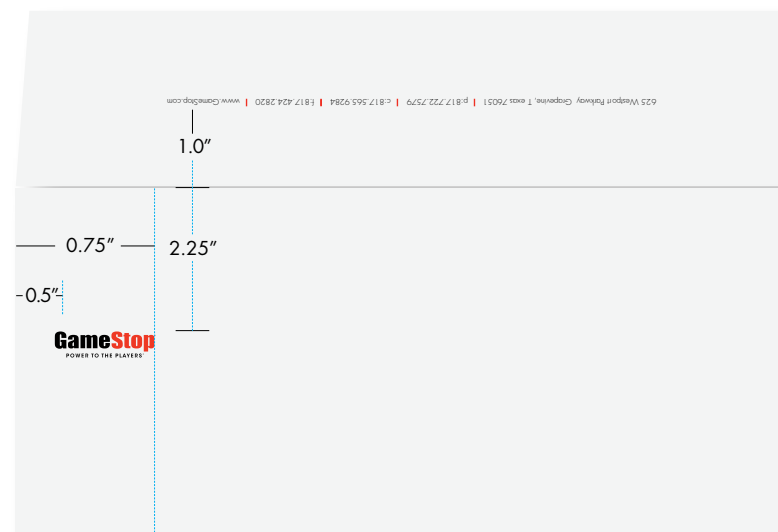 625 Westport Parkway Grapevine, T exas 76051 | p:817.722.7579 | c:817.565.9284 | f:817.424.2820 | www.GameStop.com
1.0”
0.75”
2.25”
0.5”
GameStop
POWER TO THE PLAYERS